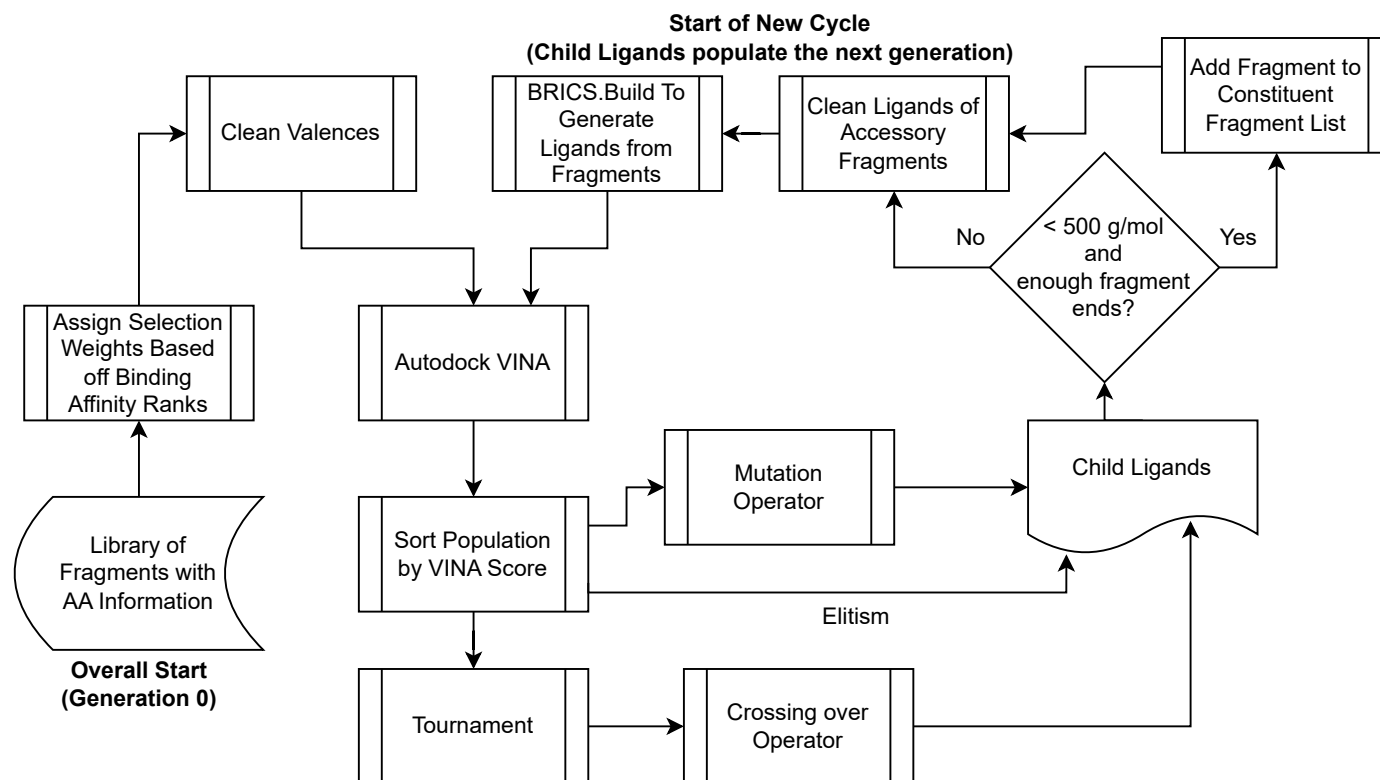 Start of New Cycle
(Child Ligands populate the next generation)
Clean Valences
BRICS.Build To
Generate
Ligands from
Fragments
Clean Ligands of
Accessory
Fragments
Add Fragment to
Constituent
Fragment List
No
< 500 g/mol
and
enough fragment
ends?
Yes
Assign Selection
Weights Based
off Binding
Affinity Ranks
Autodock VINA
Library of
Fragments with
AA Information
Overall Start
(Generation 0)
Sort Population
by VINA Score
Mutation
Operator
Child Ligands
Elitism
Tournament
Crossing over
Operator